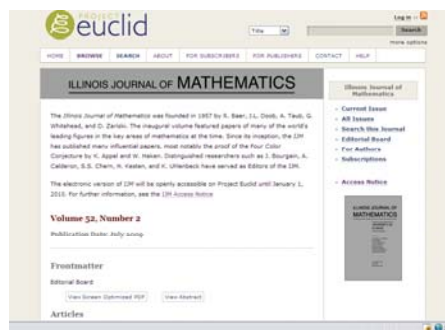 PROJECT
euclid
Log in
Title
Search
more options
HOME BROWSE SEARCH ABOUT FOR SUBSCRIBERS FOR PUBLISHERS CONTACT HELP
ILLINOIS JOURNAL OF MATHEMATICS
The Illinois Journal of Mathematics was founded in 1957 by R. Baer, J.L. Doob, A. Taub, G.
Whitehead, and O. Zariski. The inaugural volume featured papers of many of the world's
leading figures in the key areas of mathematics at the time. Since its inception, the IJM
has published many influential papers, most notably the proof of the Four Color
Conjecture by K. Appel and W. Haken. Distinguished researchers such as J. Bourgain, A.
Calderon, S.S. Chern, H. Kesten, and K. Uhlenbeck have served as Editors of the IJM.
The electronic version of IJM will be openly accessible on Project Euclid until January 1,
2010. For further information, see the IJM Access Notice
Volume 52, Number 2
Publication Date: July 2009
Frontmatter
Editorial Board
View Screen Optimized PDF
View Abstract
Articles
Illinois Journal of
Mathematics
Current Issue
All Issues
Search this Journal
Editorial Board
For Authors
Subscriptions
Access Notice
ILLINOIS JOURNAL OF
MATHEMATICS